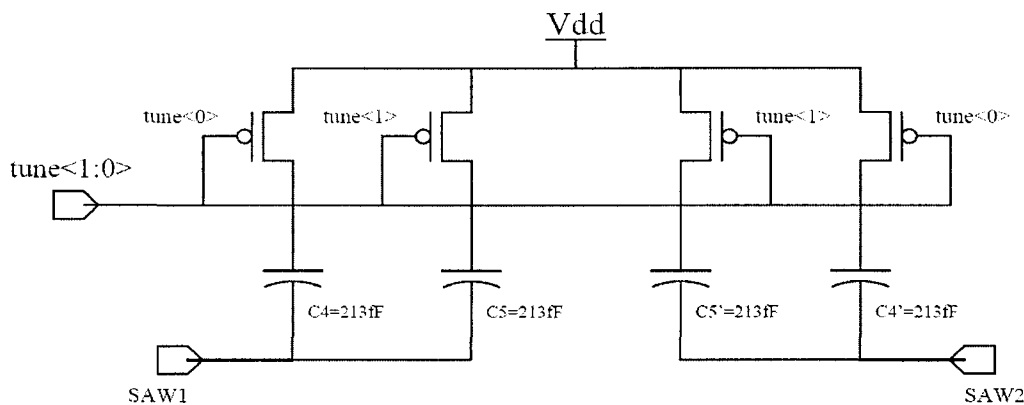 Vdd
tune<0>
tune<1>
tune<1>
tune<0>
tune<1:0>
C4=213fF
C5=213fF
C5'=213fF
C4'=213fF
SAW1
SAW2